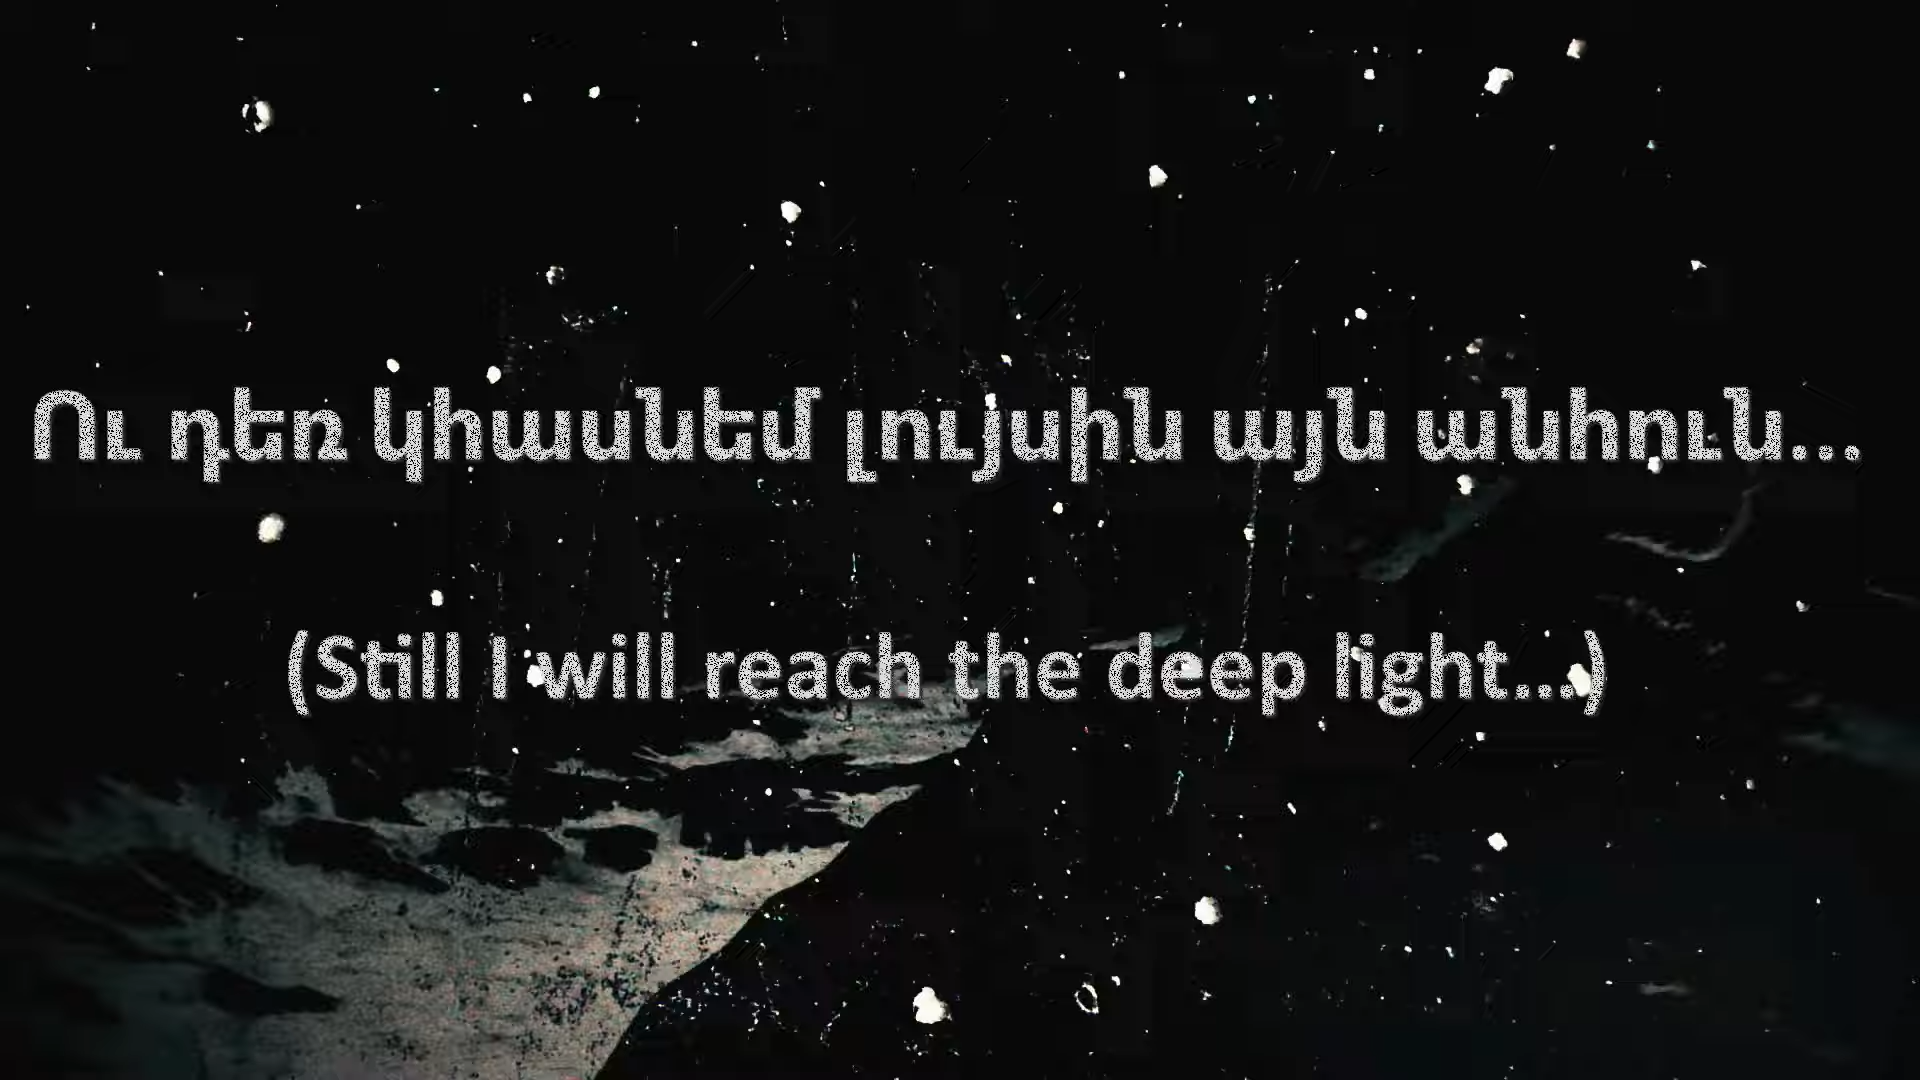 Ու դեռ կհասնեմ լույսին այն անհուն...
(Still I will reach the deep light...)